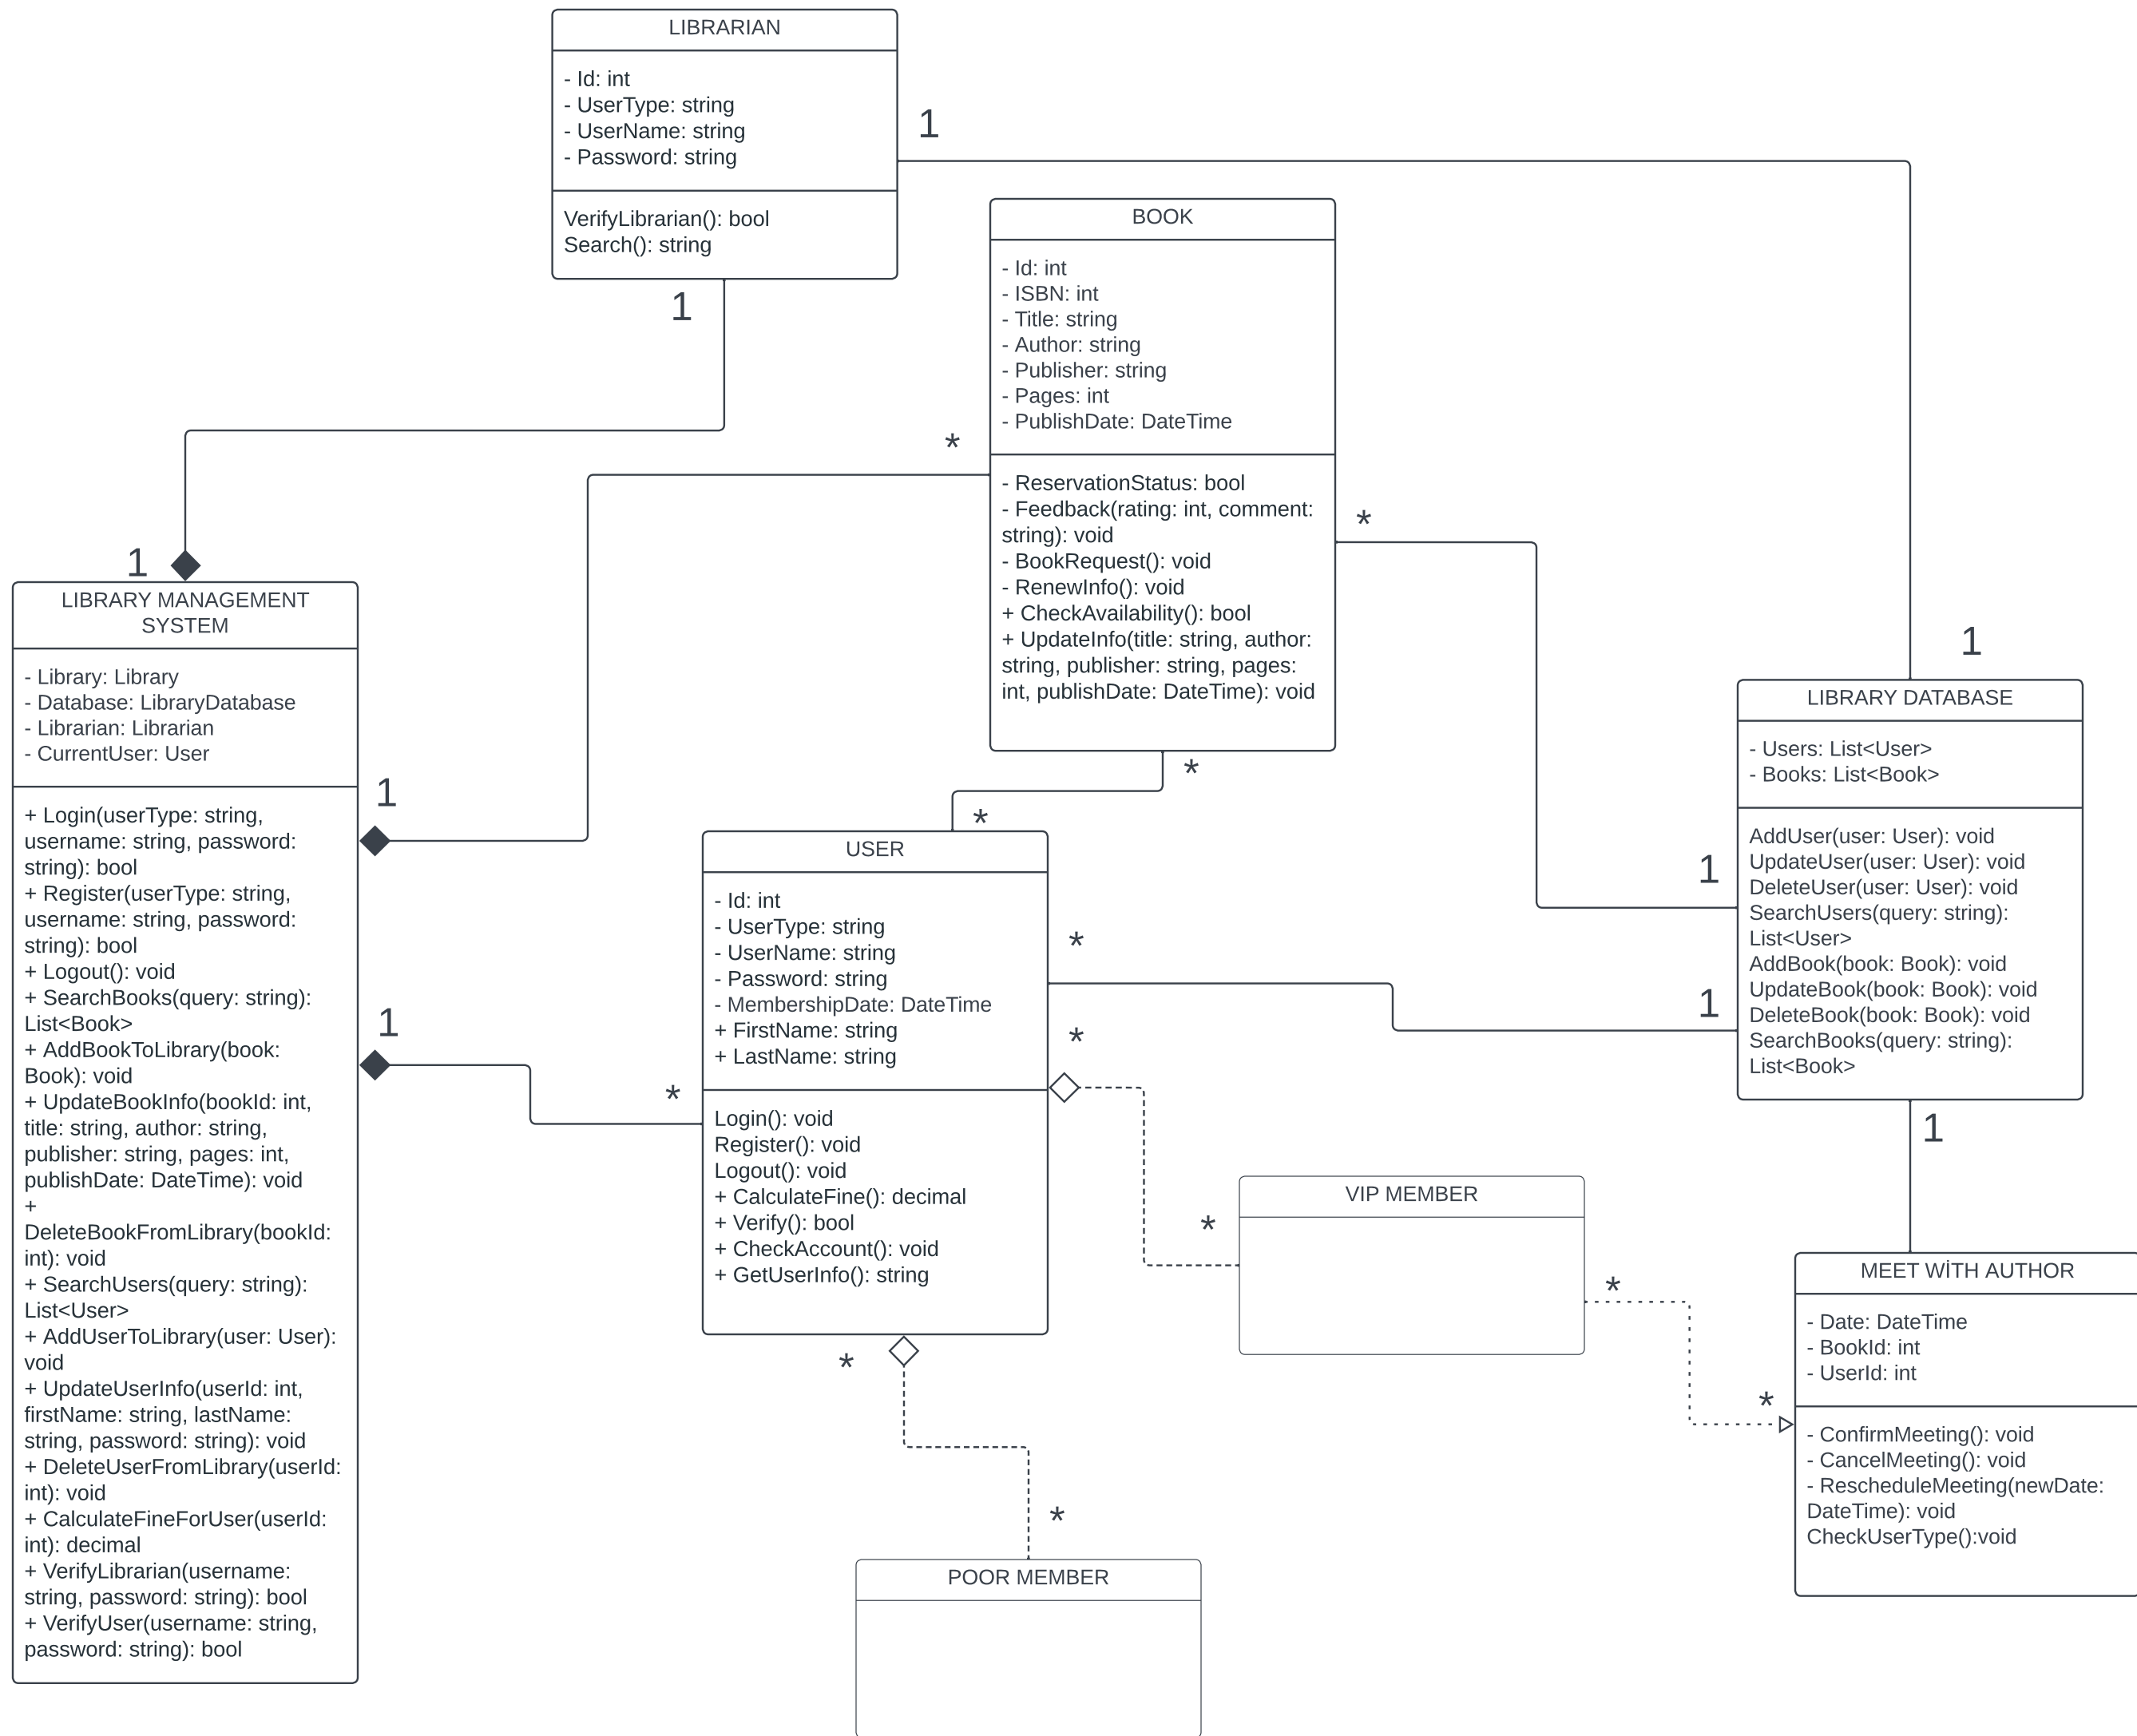 LIBRARIAN
- Id: int
- UserType: string
- UserName: string
- Password: string
VerifyLibrarian(): bool
Search(): string
1
1
BOOK
- Id: int
- ISBN: int
- Title: string
- Author: string
- Publisher: string
- Pages: int
- PublishDate: DateTime
- ReservationStatus: bool
- Feedback(rating: int, comment:
string): void
- BookRequest(): void
- RenewInfo(): void
+ CheckAvailability(): bool
+ UpdateInfo(title: string, author:
string, publisher: string, pages:
int, publishDate: DateTime): void
*
*
*
1
LIBRARY MANAGEMENT
SYSTEM
- Library: Library
- Database: LibraryDatabase
- Librarian: Librarian
- CurrentUser: User
+ Login(userType: string,
username: string, password:
string): bool
+ Register(userType: string,
username: string, password:
string): bool
+ Logout(): void
+ SearchBooks(query: string):
List<Book>
+ AddBookToLibrary(book:
Book): void
+ UpdateBookInfo(bookId: int,
title: string, author: string,
publisher: string, pages: int,
publishDate: DateTime): void
+
DeleteBookFromLibrary(bookId:
int): void
+ SearchUsers(query: string):
List<User>
+ AddUserToLibrary(user: User):
void
+ UpdateUserInfo(userId: int,
firstName: string, lastName:
string, password: string): void
+ DeleteUserFromLibrary(userId:
int): void
+ CalculateFineForUser(userId:
int): decimal
+ VerifyLibrarian(username:
string, password: string): bool
+ VerifyUser(username: string,
password: string): bool
1
1
*
USER
- Id: int
- UserType: string
- UserName: string
- Password: string
- MembershipDate: DateTime
+ FirstName: string
+ LastName: string
Login(): void
Register(): void
Logout(): void
+ CalculateFine(): decimal
+ Verify(): bool
+ CheckAccount(): void
+ GetUserInfo(): string
*
*
*
*
1
LIBRARY DATABASE
- Users: List<User>
- Books: List<Book>
AddUser(user: User): void
UpdateUser(user: User): void
DeleteUser(user: User): void
SearchUsers(query: string):
List<User>
AddBook(book: Book): void
UpdateBook(book: Book): void
DeleteBook(book: Book): void
SearchBooks(query: string):
List<Book>
1
1
1
VIP MEMBER
*
*
MEET WİTH AUTHOR
- Date: DateTime
- BookId: int
- UserId: int
- ConfirmMeeting(): void
- CancelMeeting(): void
- RescheduleMeeting(newDate:
DateTime): void
CheckUserType():void
*
*
POOR MEMBER